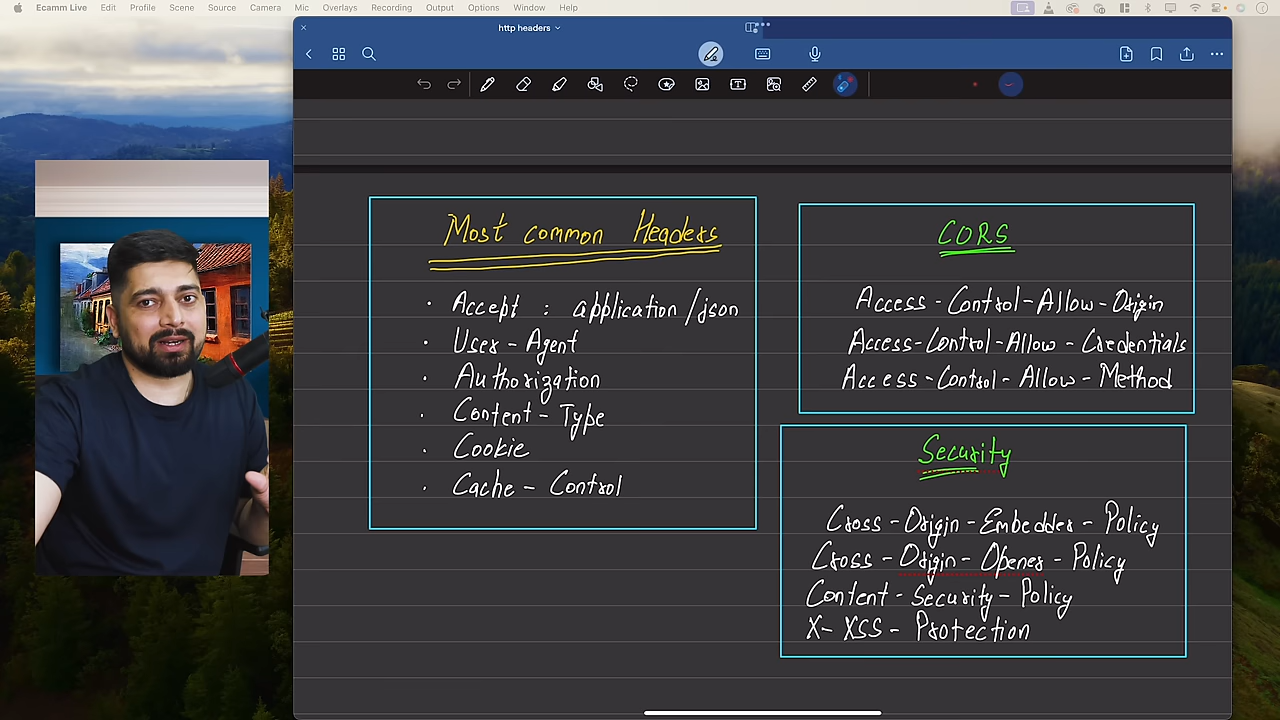 Ecamm Live Edit Profile Scene Source Camera Mic Overlays Recording Output Options Window Help
http headers
Most common Headers
· Accept : application/json
· User-Agent
· Authorization
· Content-Type
· Cookie
· Cache-Control
CORS
Access-Control-Allow-Origin
Access-Control-Allow-Credentials
Access-Control-Allow-Method
Security
Cross-Origin-Embedder-Policy
Cross-Origin-Opener-Policy
Content-Security-Policy
X-XSS-Protection